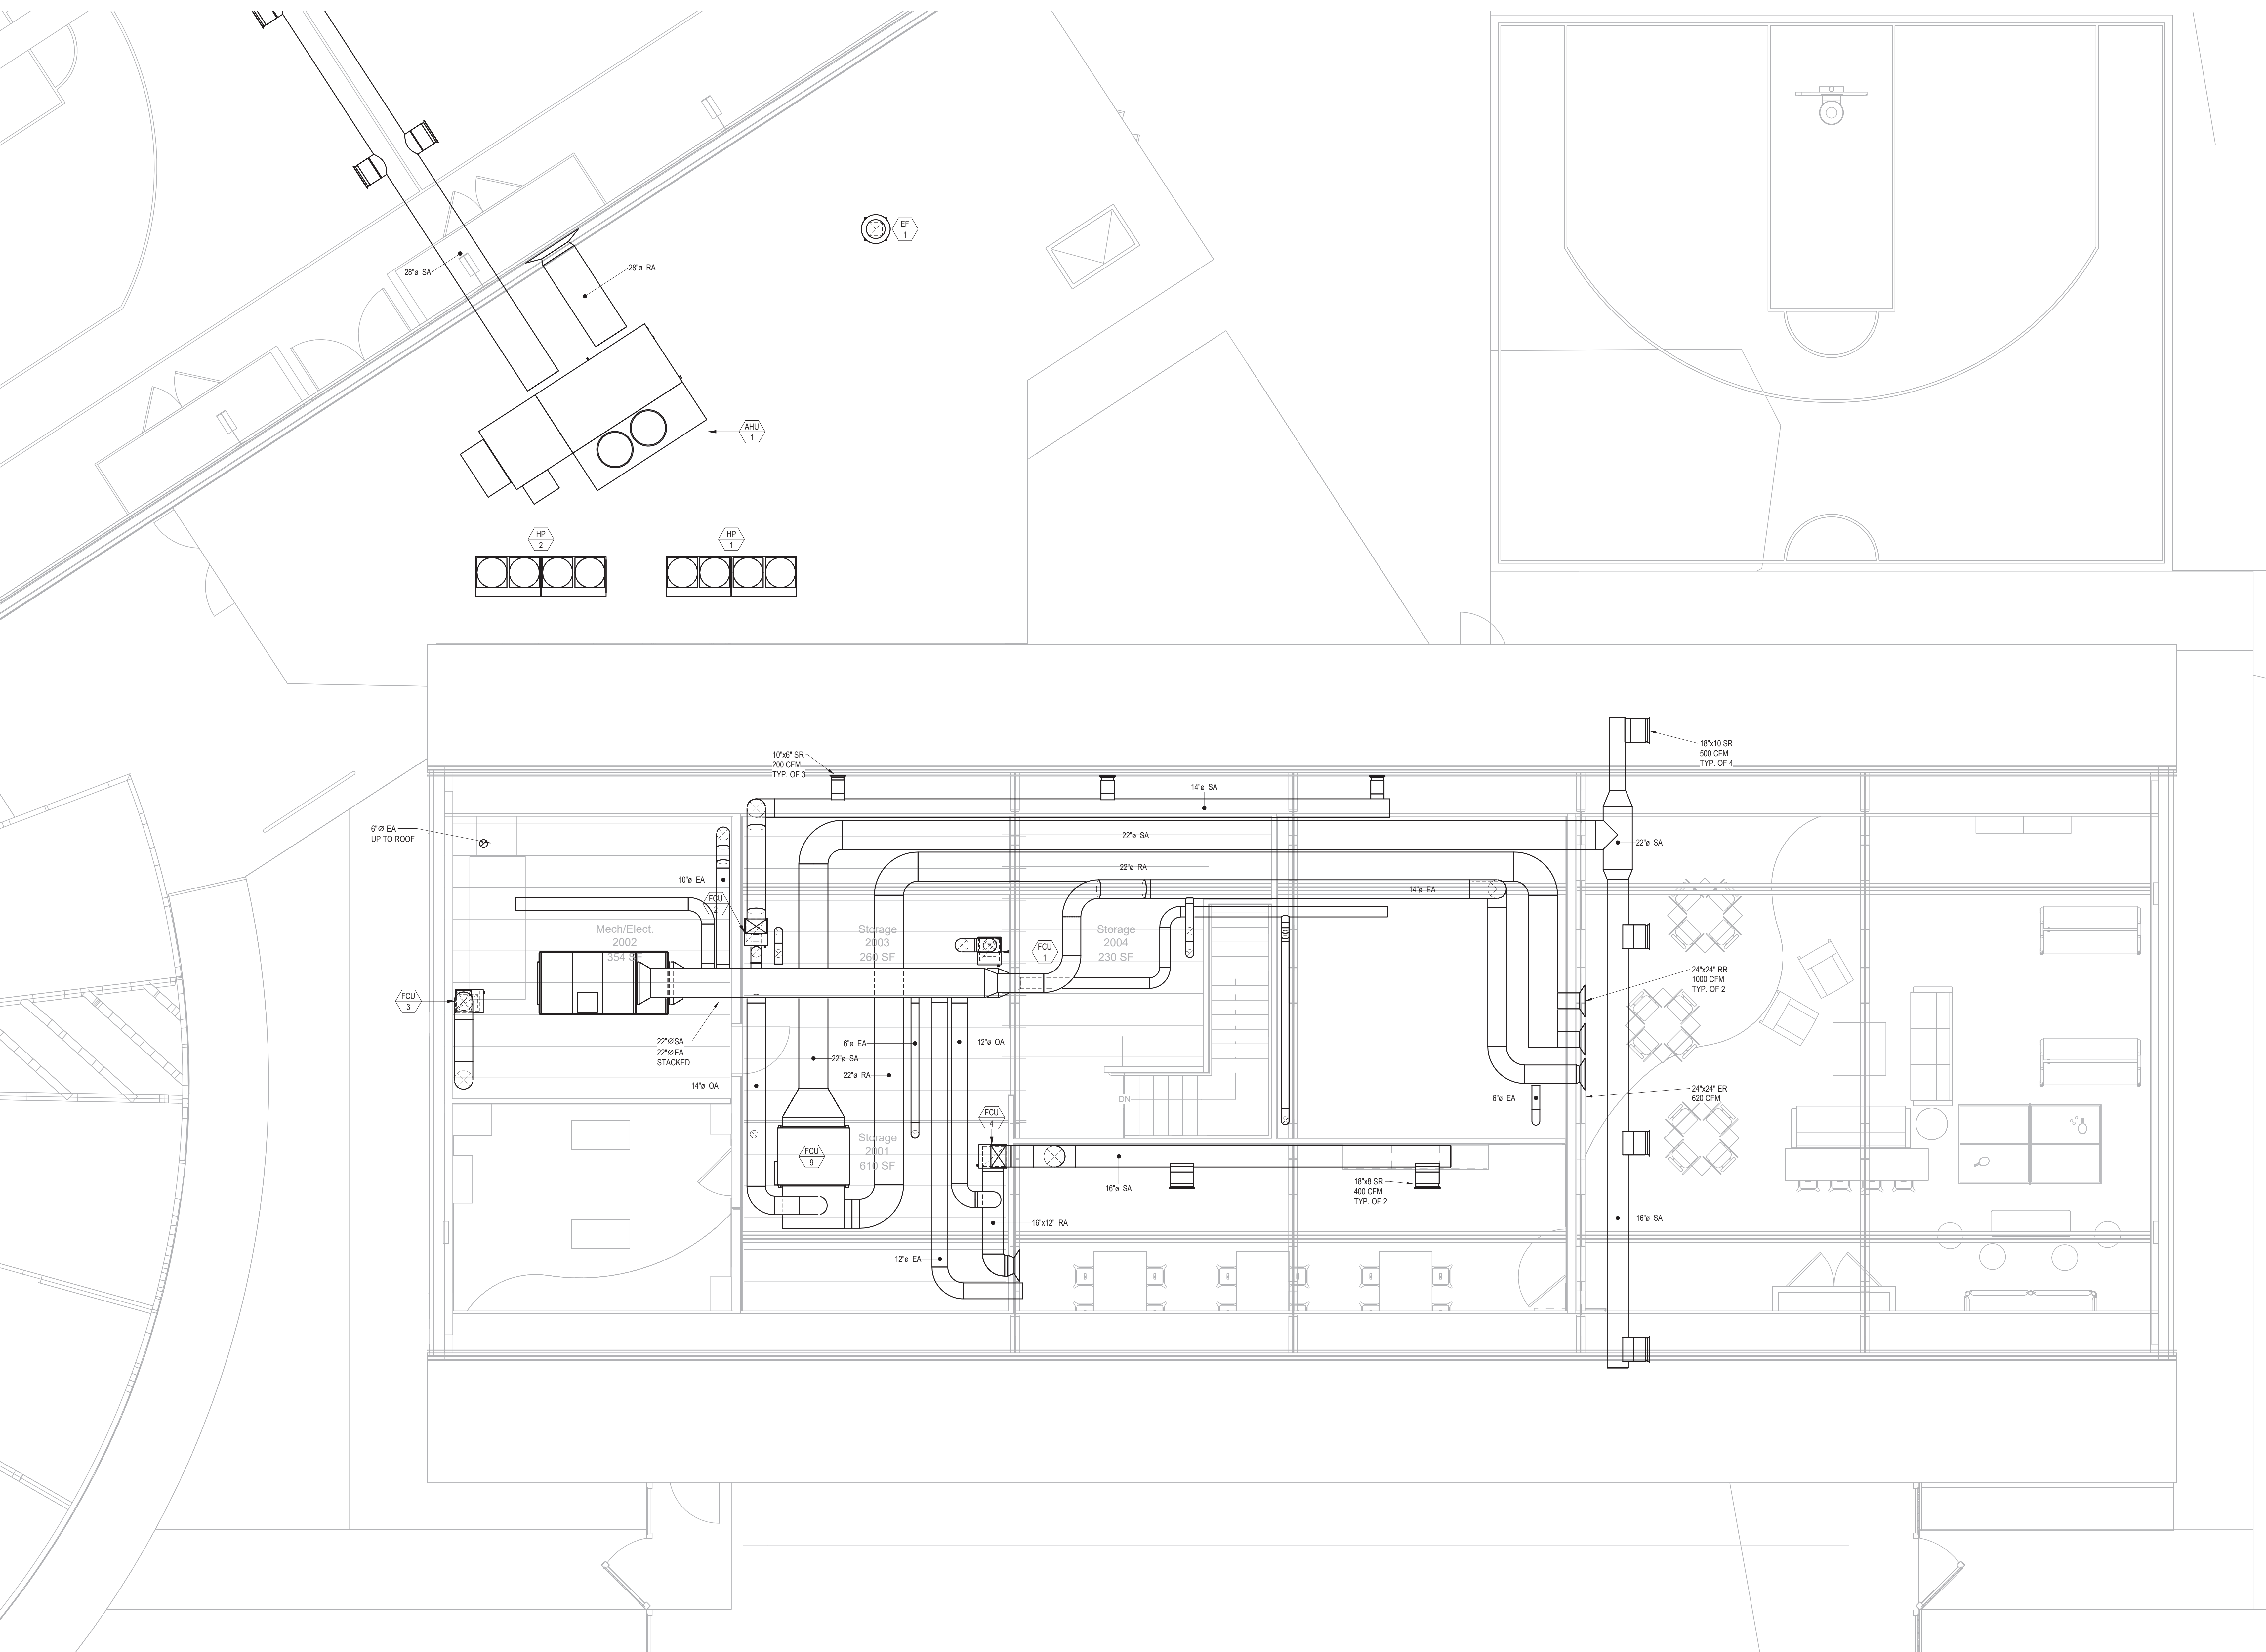 EF
1
28"ø SA
28"ø RA
AHU
1
HP
2
HP
1
10"x6" SR
200 CFM
TYP. OF 3
18"x10 SR
500 CFM
TYP. OF 4
14"ø SA
6"Ø EA
UP TO ROOF
22"ø SA
22"ø SA
22"ø RA
10"ø EA
14"ø EA
FCU
2
Mech/Elect.
2002
354 SF
Storage
2003
260 SF
Storage
2004
230 SF
FCU
1
FCU
3
24"x24" RR
1000 CFM
TYP. OF 2
22"Ø SA
22"Ø EA
STACKED
6"ø EA
12"ø OA
22"ø SA
22"ø RA
14"ø OA
24"x24" ER
620 CFM
6"ø EA
DN
FCU
4
Storage
2001
610 SF
FCU
9
16"ø SA
18"x8 SR
400 CFM
TYP. OF 2
16"x12" RA
16"ø SA
12"ø EA